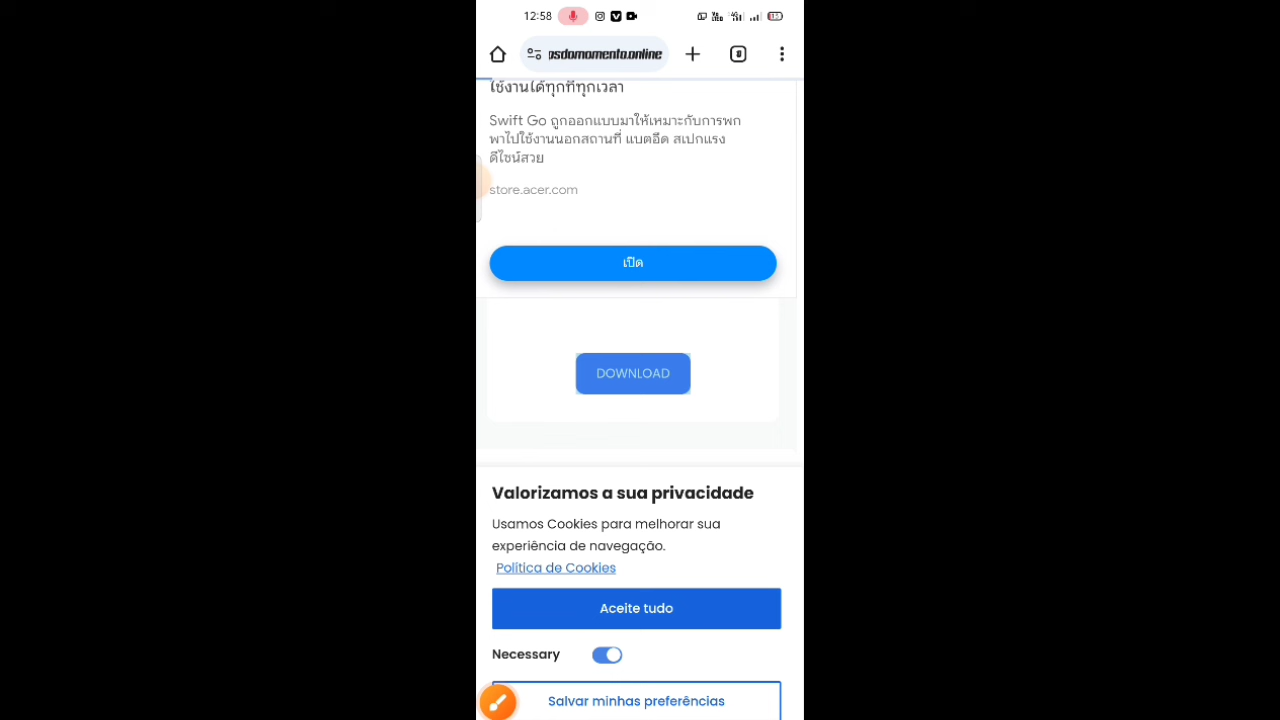 12:58
asdomomento.online
ใช้งานได้ทุกที่ทุกเวลา
Swift Go ถูกออกแบบมาให้เหมาะกับการพก
พาไปใช้งานนอกสถานที่ แบตอึด สเปกแรง
ดีไซน์สวย
store.acer.com
เปิด
DOWNLOAD
Valorizamos a sua privacidade
Usamos Cookies para melhorar sua
experiência de navegação.
Política de Cookies
Aceite tudo
Necessary
Salvar minhas preferências